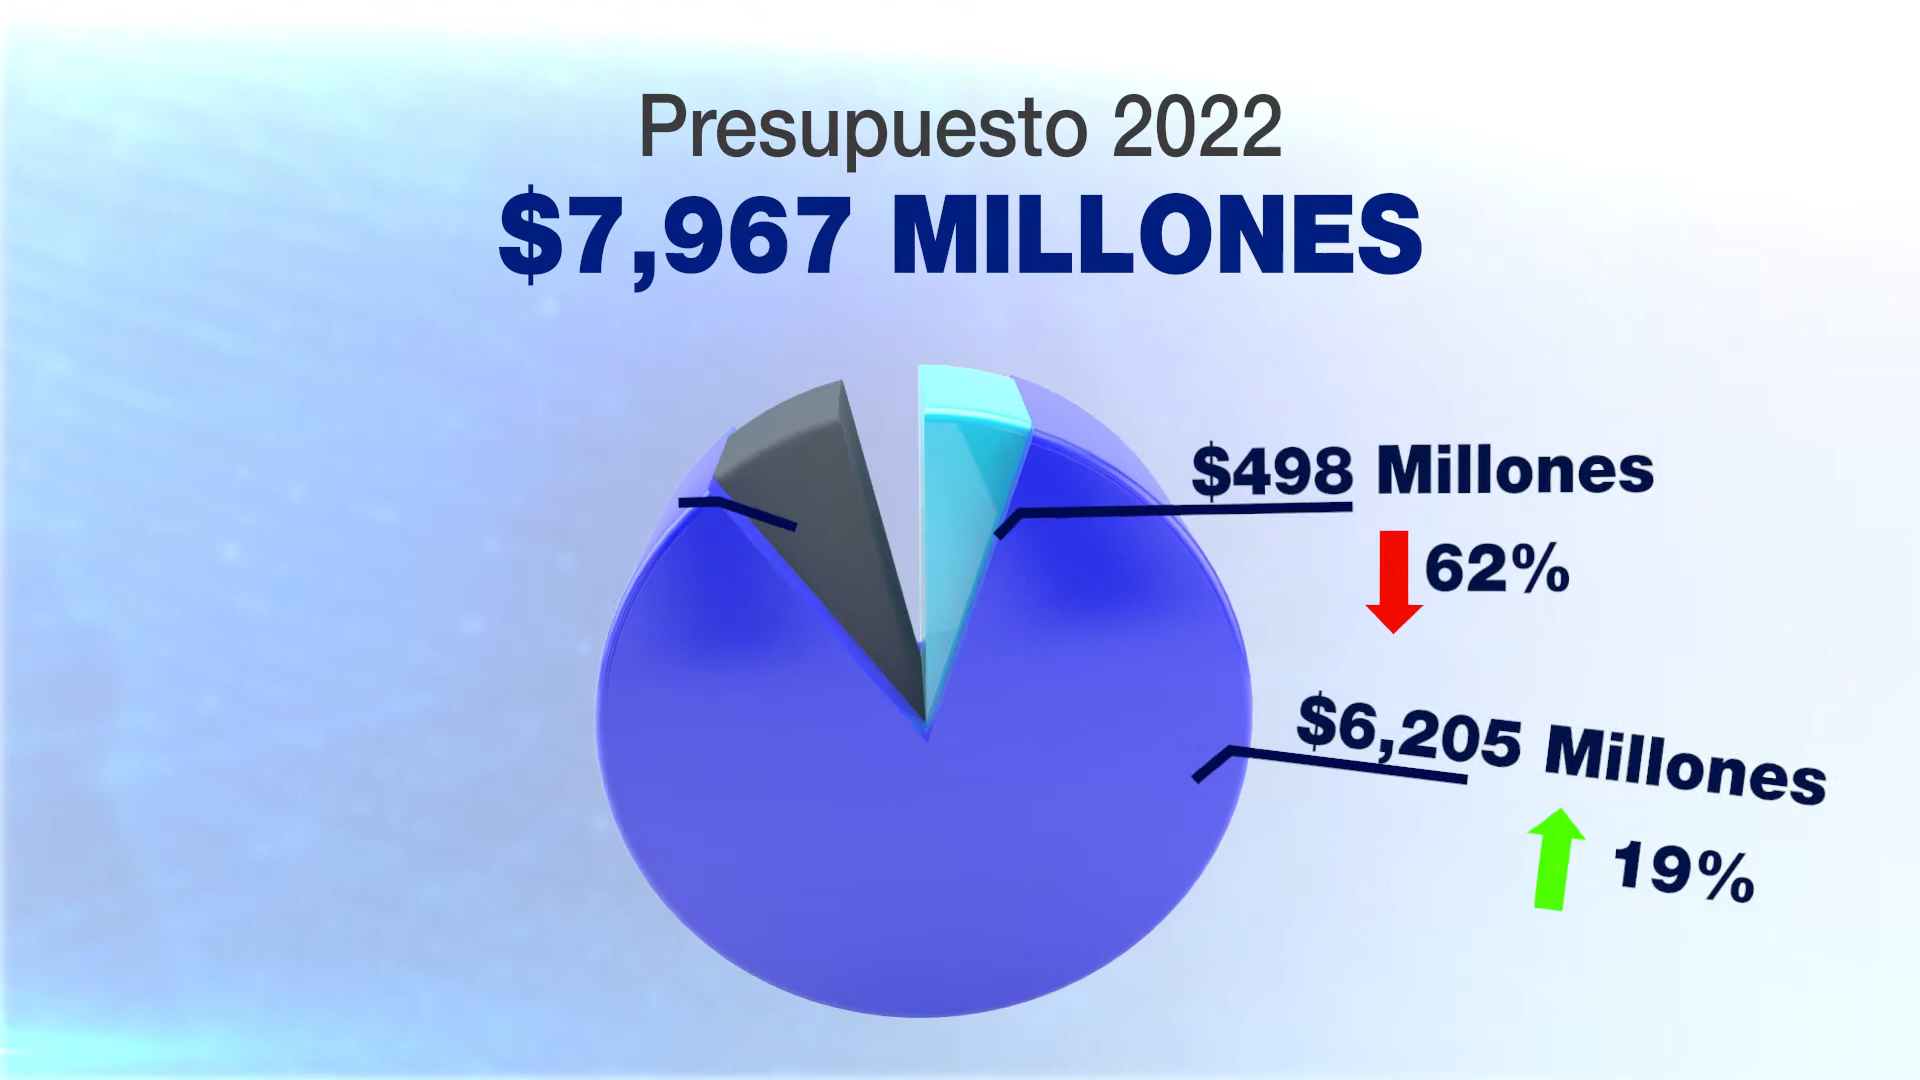 Presupuesto 2022
$7,967 MILLONES
$498 Millones
62%
$6,205 Millones
19%